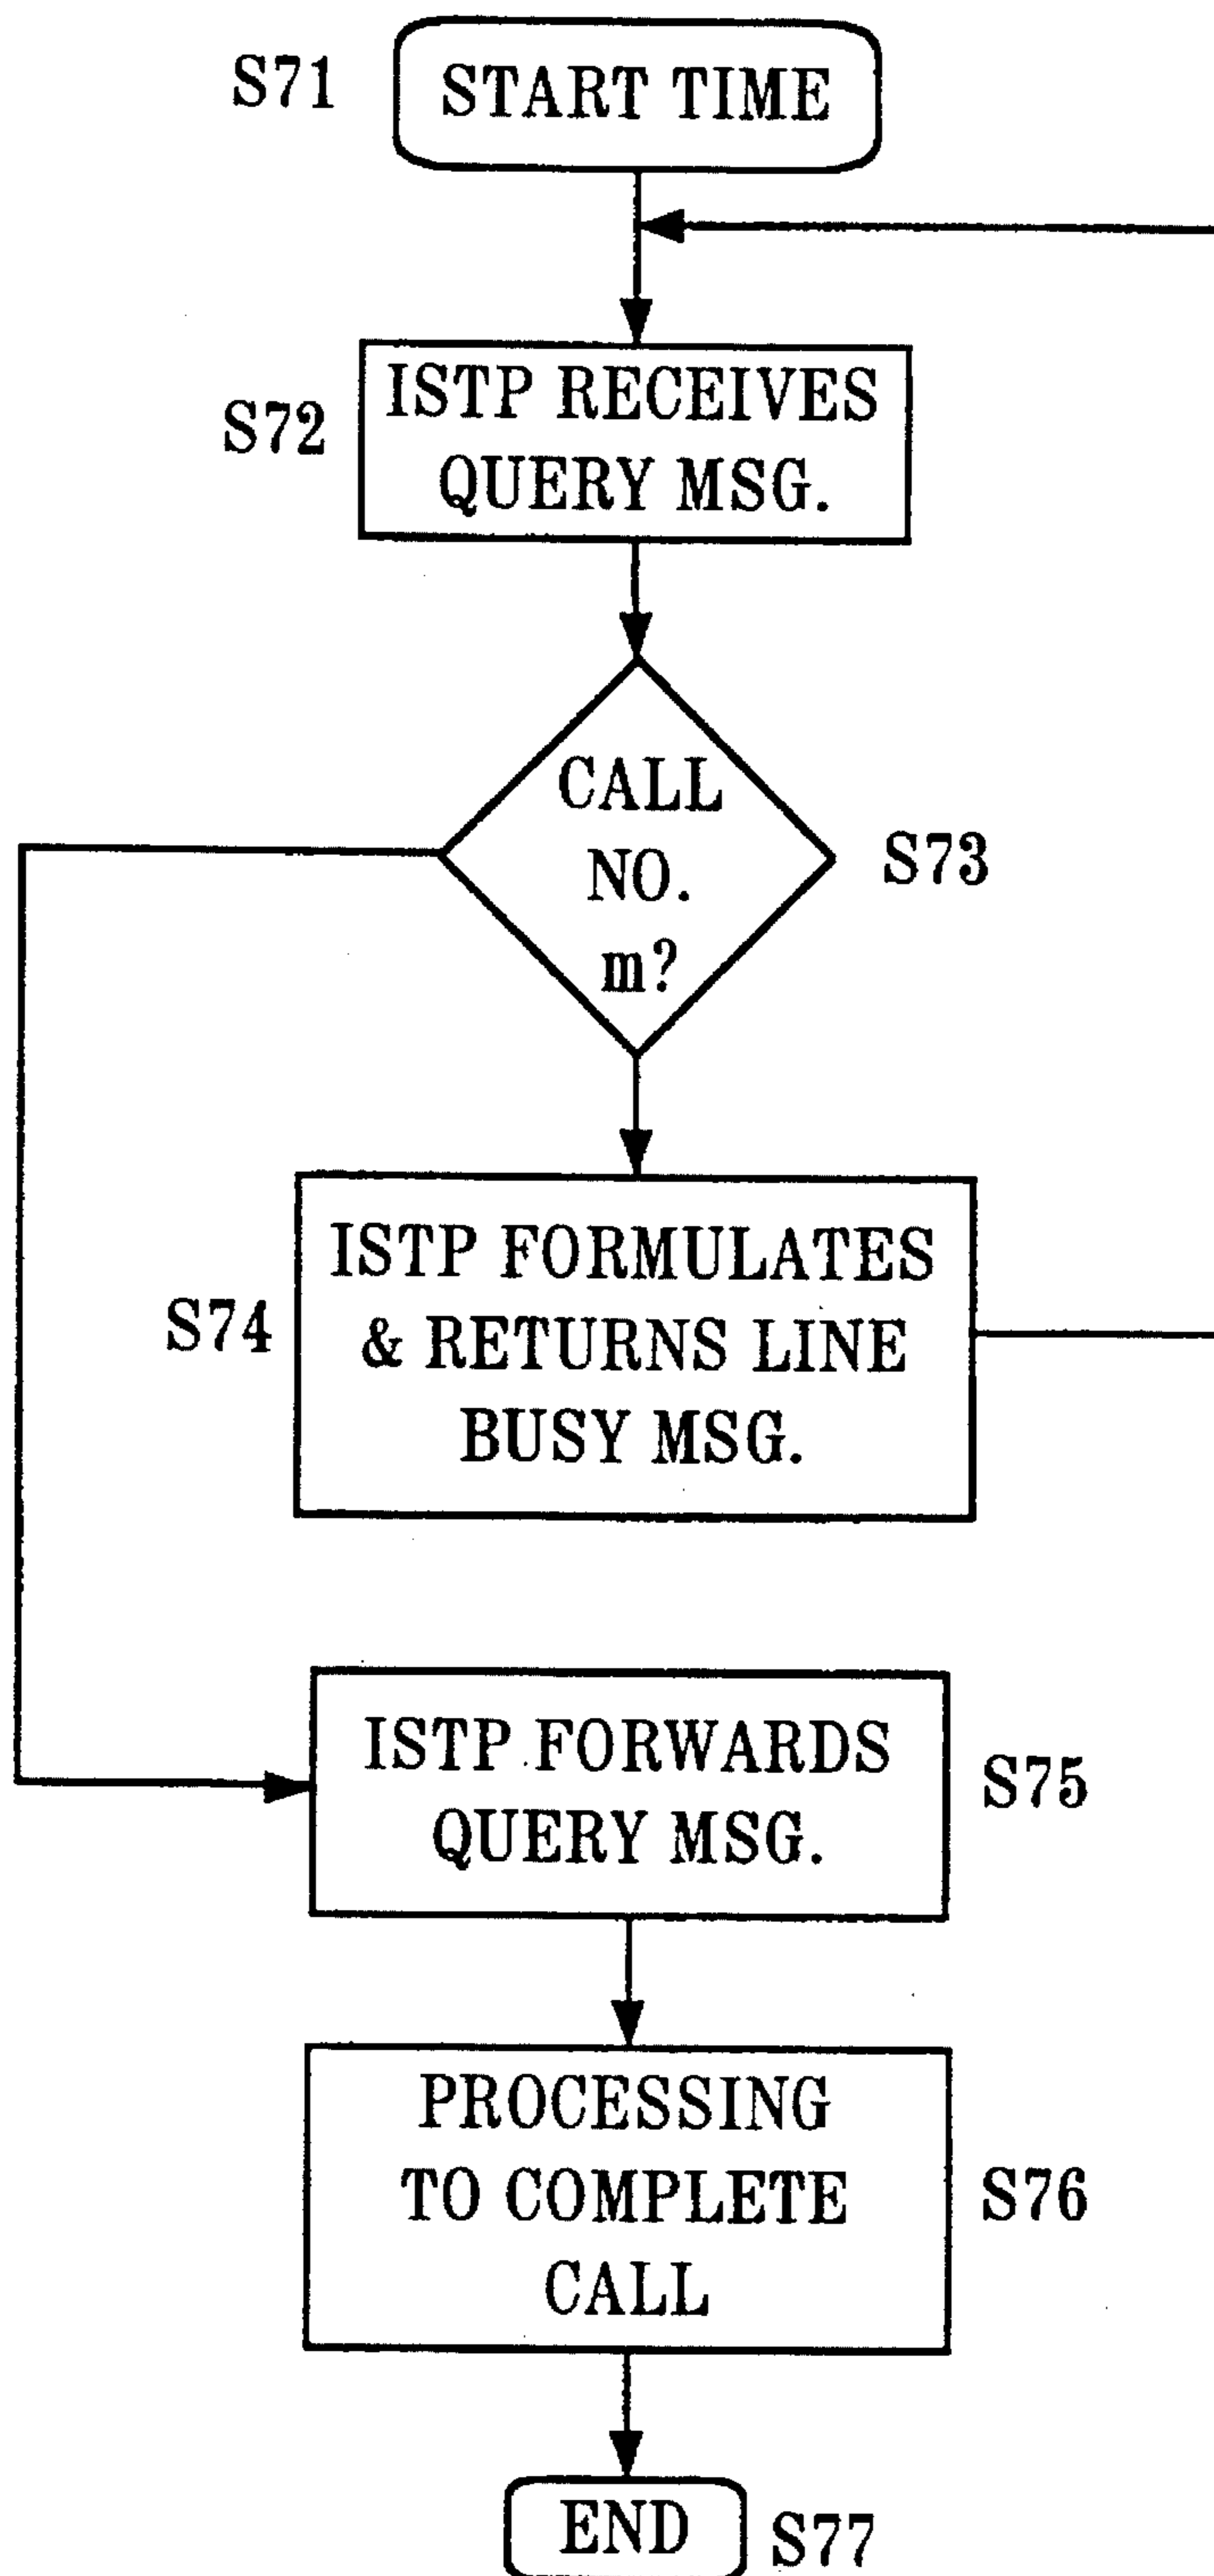 S71
START TIME
S72
ISTP RECEIVES
QUERY MSG.
CALL
NO.
m?
S73
S74
ISTP FORMULATES
& RETURNS LINE
BUSY MSG.
ISTP FORWARDS
QUERY MSG.
S75
PROCESSING
TO COMPLETE
CALL
S76
END
S77